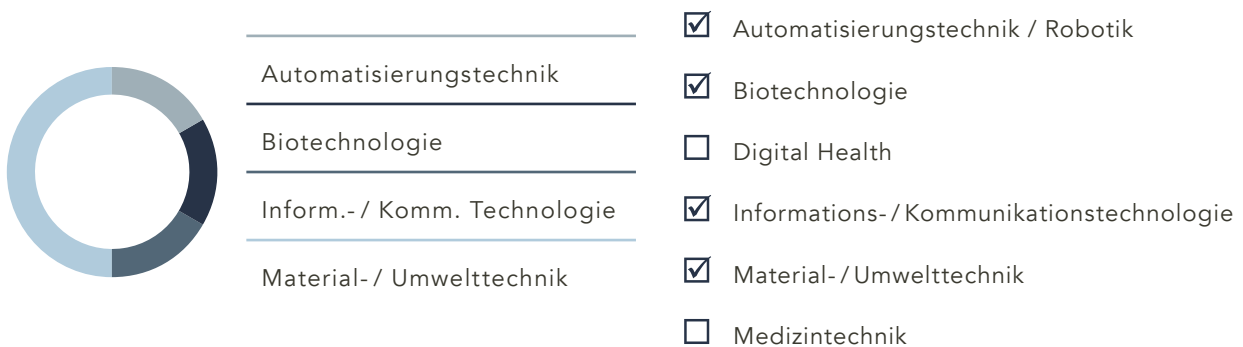 Automatisierungstechnik
Biotechnologie
Inform.- / Komm. Technologie
Material- / Umwelttechnik
Automatisierungstechnik / Robotik
Biotechnologie
Digital Health
Informations- / Kommunikationstechnologie
Material- / Umwelttechnik
Medizintechnik